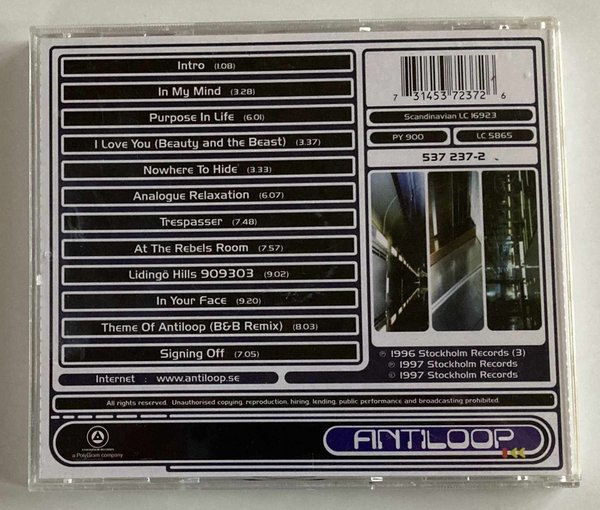 Intro (1.08)
In My Mind (3.28)
Purpose In Life (6.01)
I Love You (Beauty and the Beast) (3.37)
Nowhere To Hide (3.33)
Analogue Relaxation (6.07)
Trespasser (7.48)
At The Rebels Room (7.57)
Lidingö Hills 909303 (9.02)
In Your Face (9.20)
Theme Of Antiloop (B&B Remix) (8.03)
Signing Off (7.05)
Internet : www.antiloop.se
7 31453 72372 6
Scandinavian LC 16923
PY 900
LC 5865
537 237-2
℗ 1996 Stockholm Records (3)
℗ 1997 Stockholm Records
© 1997 Stockholm Records
All rights reserved. Unauthorised copying, reproduction, hiring, lending, public performance and broadcasting prohibited.
a PolyGram company
ANTILOOP